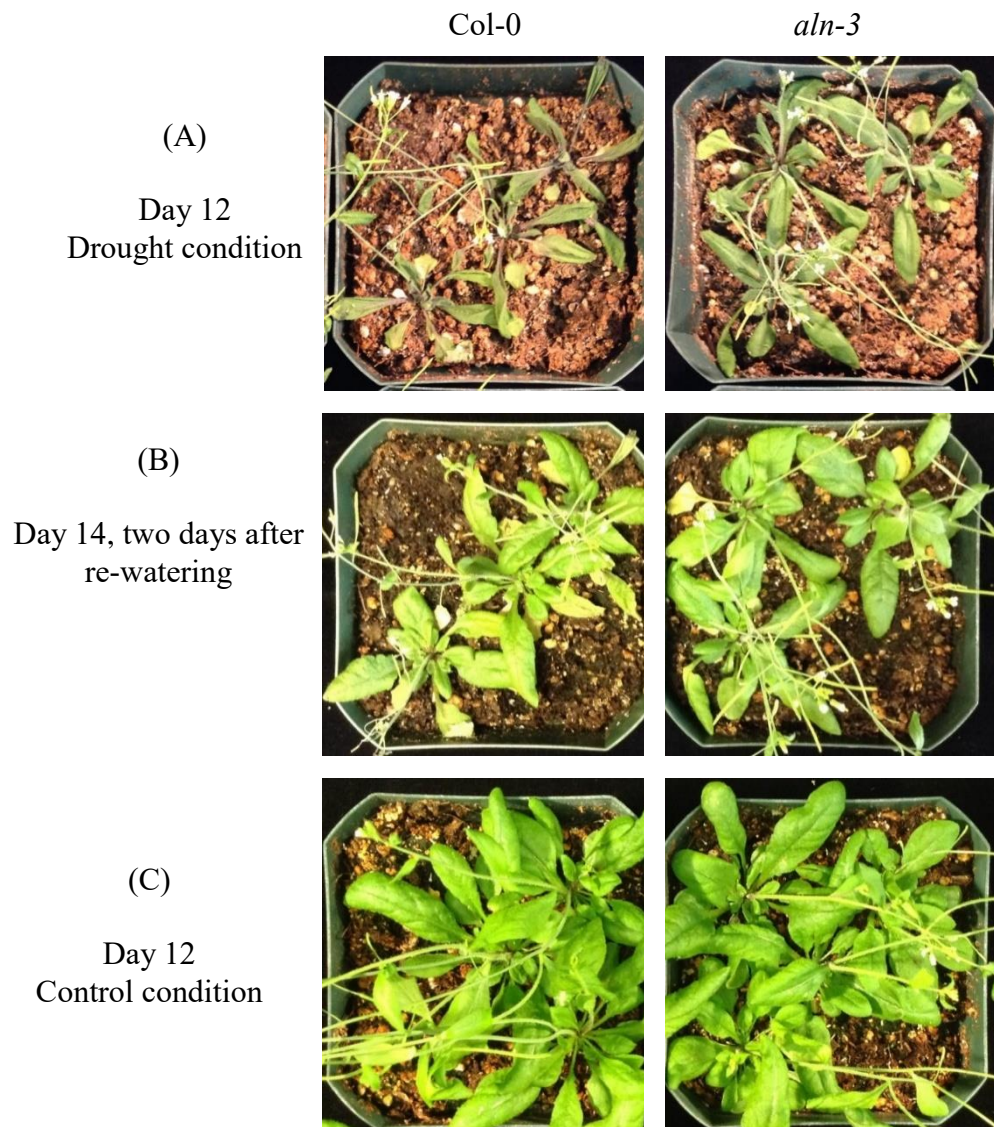 Col-0
aln-3
(A)
Day 12
Drought condition
(B)
Day 14, two days after
re-watering
(C)
Day 12
Control condition